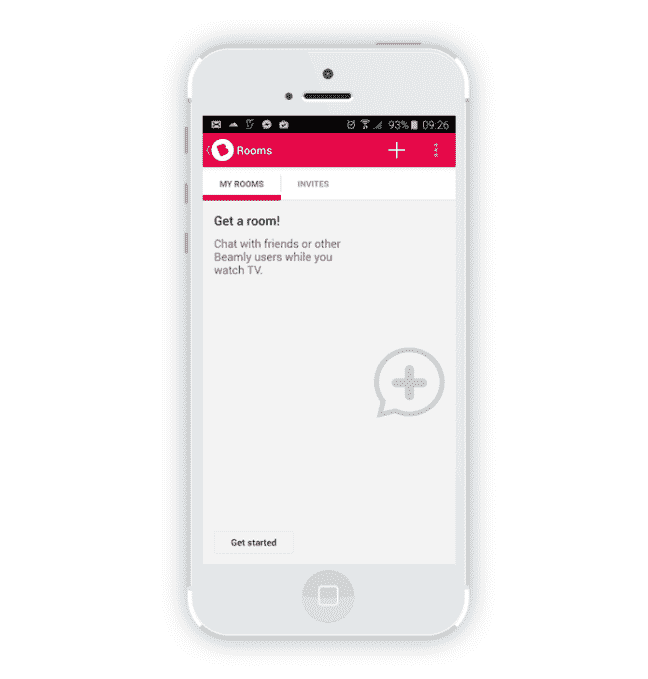 93% 09:26
Rooms
MY ROOMS INVITES
Get a room!
Chat with friends or other
Beamly users while you
watch TV.
Get started